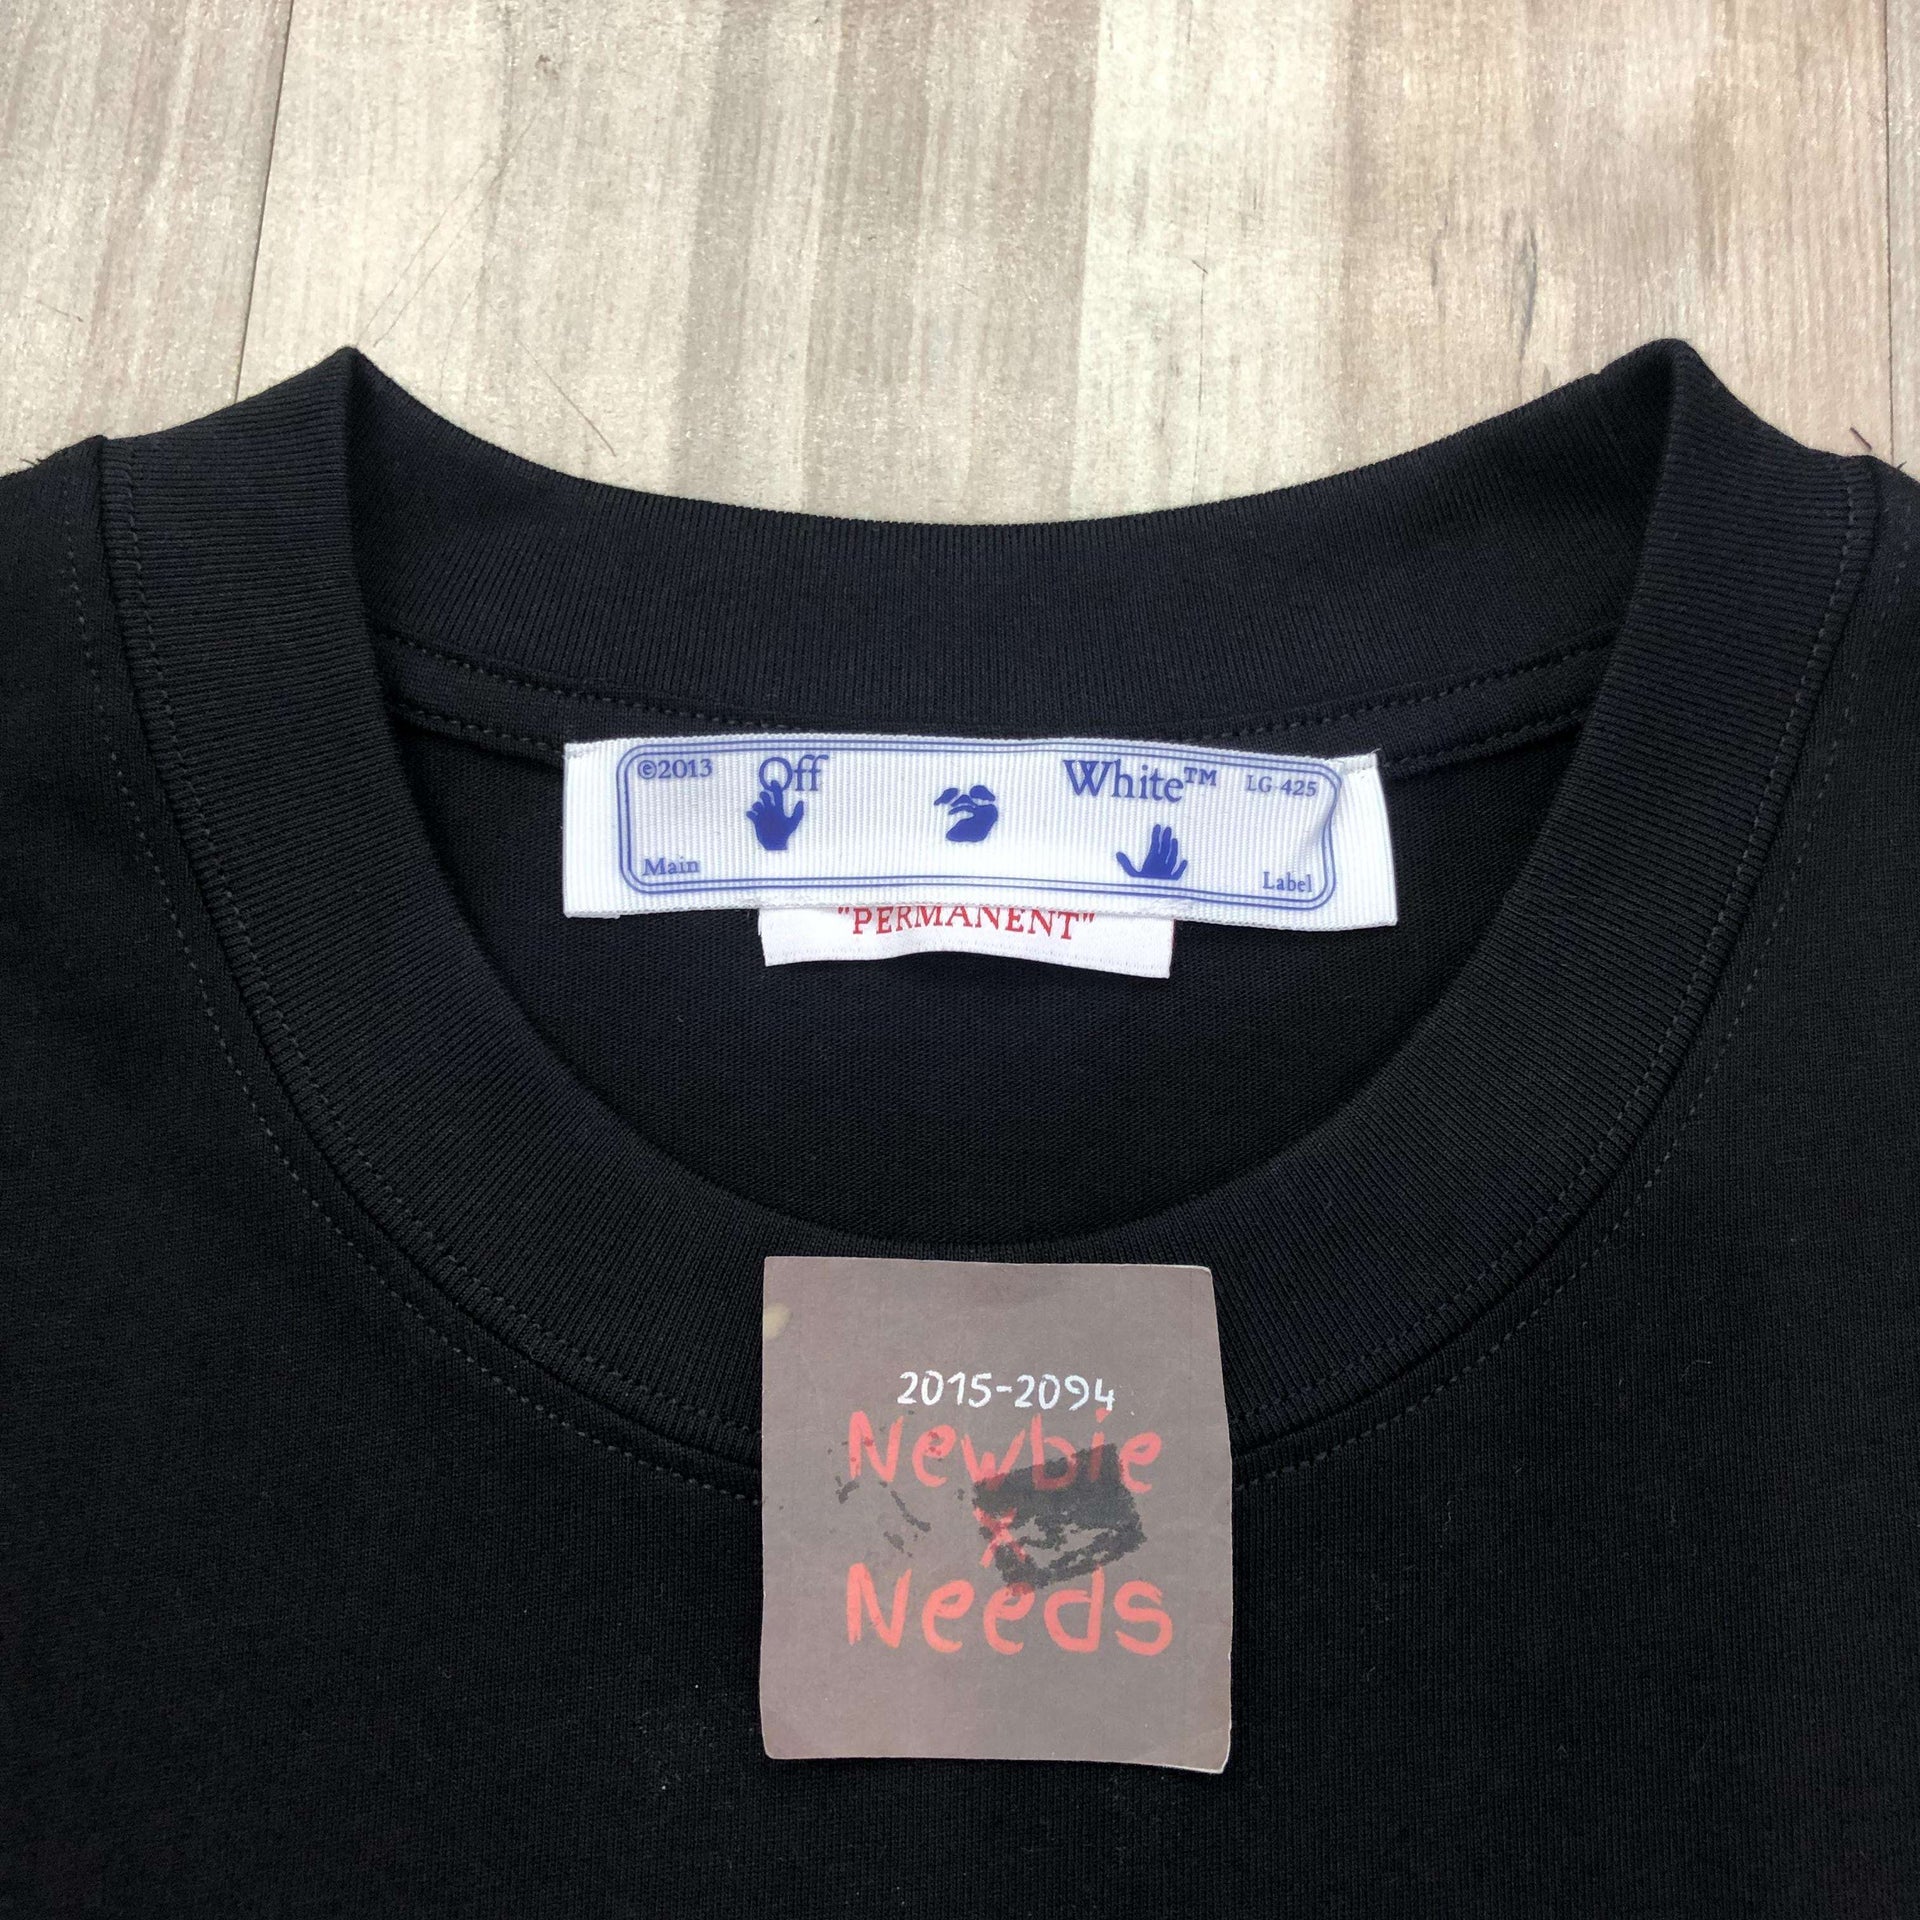 ©2013 Off White™ LG-425
Main Label
"PERMANENT"
2015-2094
Newbie
x
Needs